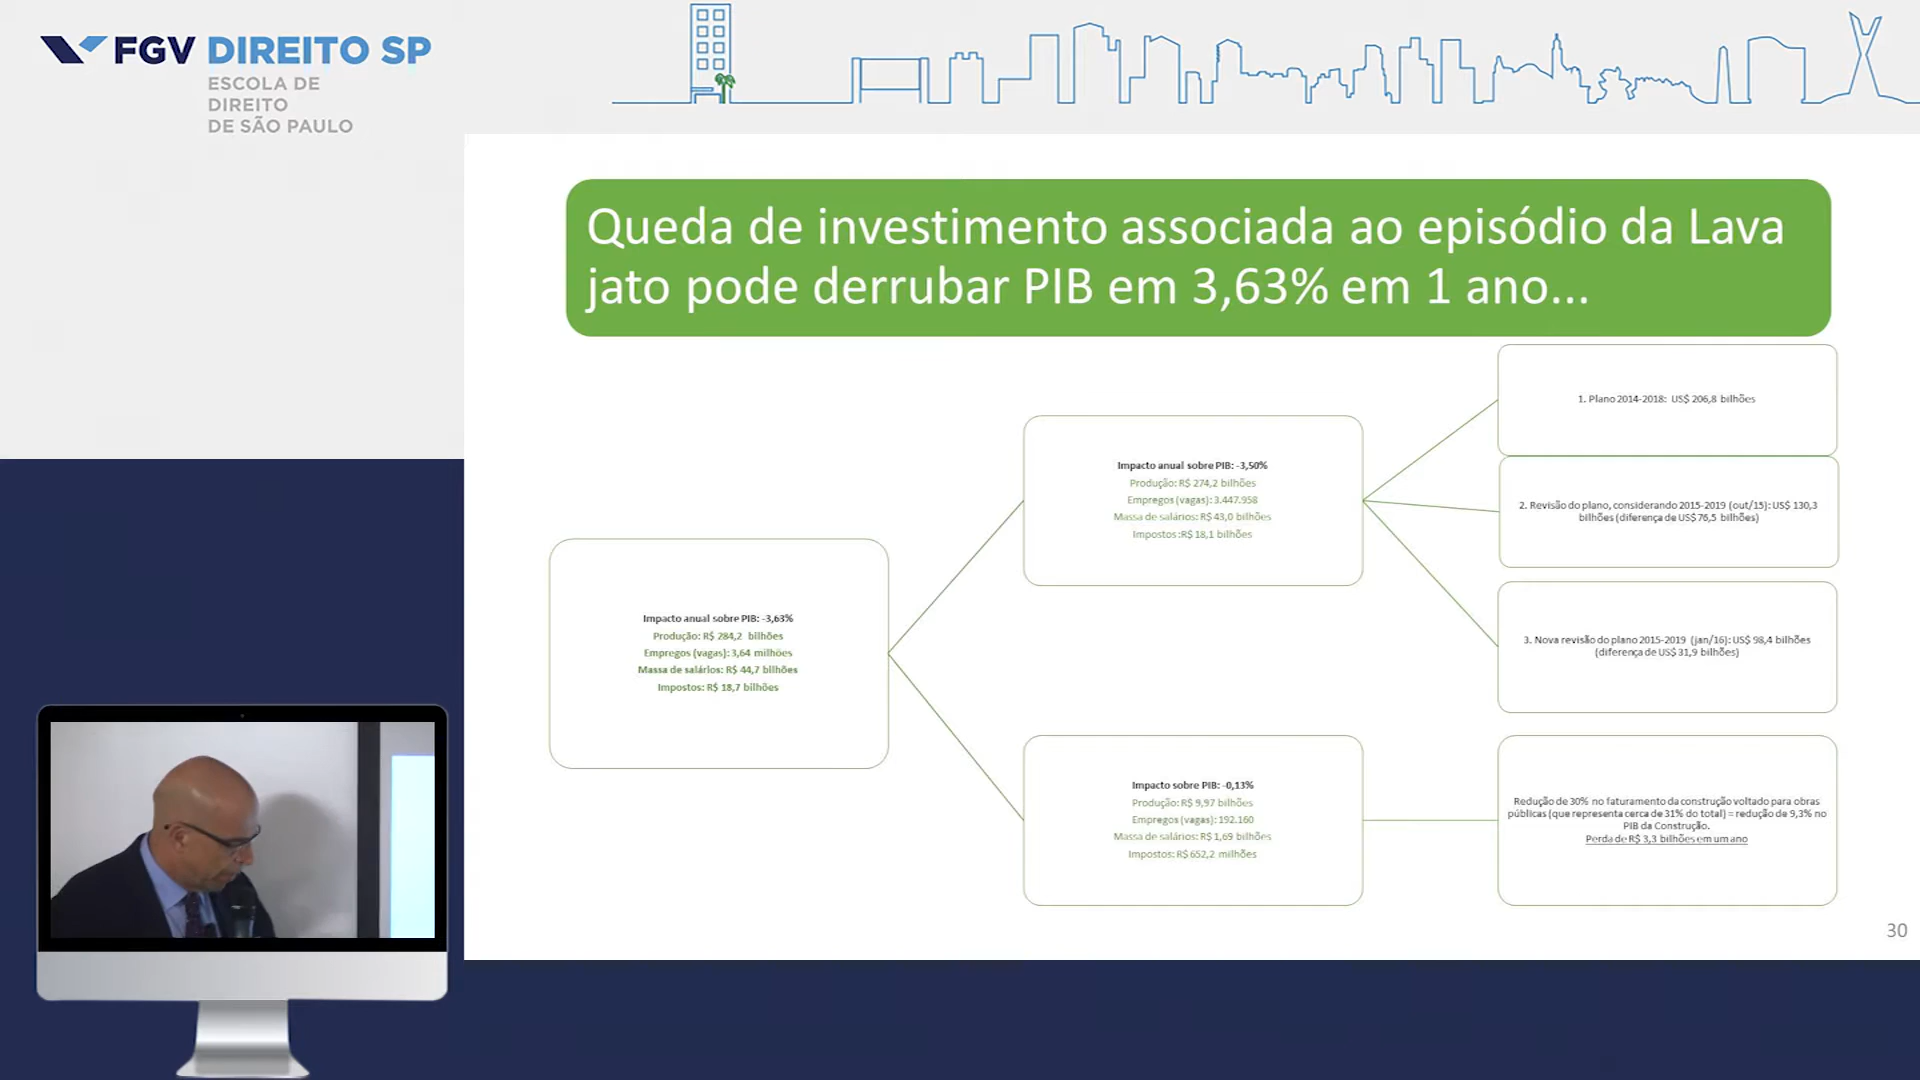 FGV DIREITO SP
ESCOLA DE
DIREITO
DE SÃO PAULO
Queda de investimento associada ao episódio da Lava
jato pode derrubar PIB em 3,63% em 1 ano...
Impacto anual sobre PIB: -3,63%
Produção: R$ 284,2 bilhões
Empregos (vagas): 3,64 milhões
Massa de salários: R$ 44,7 bilhões
Impostos: R$ 18,7 bilhões
Impacto anual sobre PIB: -3,50%
Produção: R$ 274,2 bilhões
Empregos (vagas): 3.447.958
Massa de salários: R$ 43,0 bilhões
Impostos :R$ 18,1 bilhões
1. Plano 2014-2018: US$ 206,8 bilhões
2. Revisão do plano, considerando 2015-2019 (out/15): US$ 130,3
bilhões (diferença de US$ 76,5 bilhões)
3. Nova revisão do plano 2015-2019 (jan/16): US$ 98,4 bilhões
(diferença de US$ 31,9 bilhões)
Impacto sobre PIB: -0,13%
Produção: R$ 9,97 bilhões
Empregos (vagas): 192.160
Massa de salários: R$ 1,69 bilhões
Impostos: R$ 652,2 milhões
Redução de 30% no faturamento da construção voltado para obras
públicas (que representa cerca de 31% do total) = redução de 9,3% no
PIB da Construção.
Perda de R$ 3,3 bilhões em um ano
30